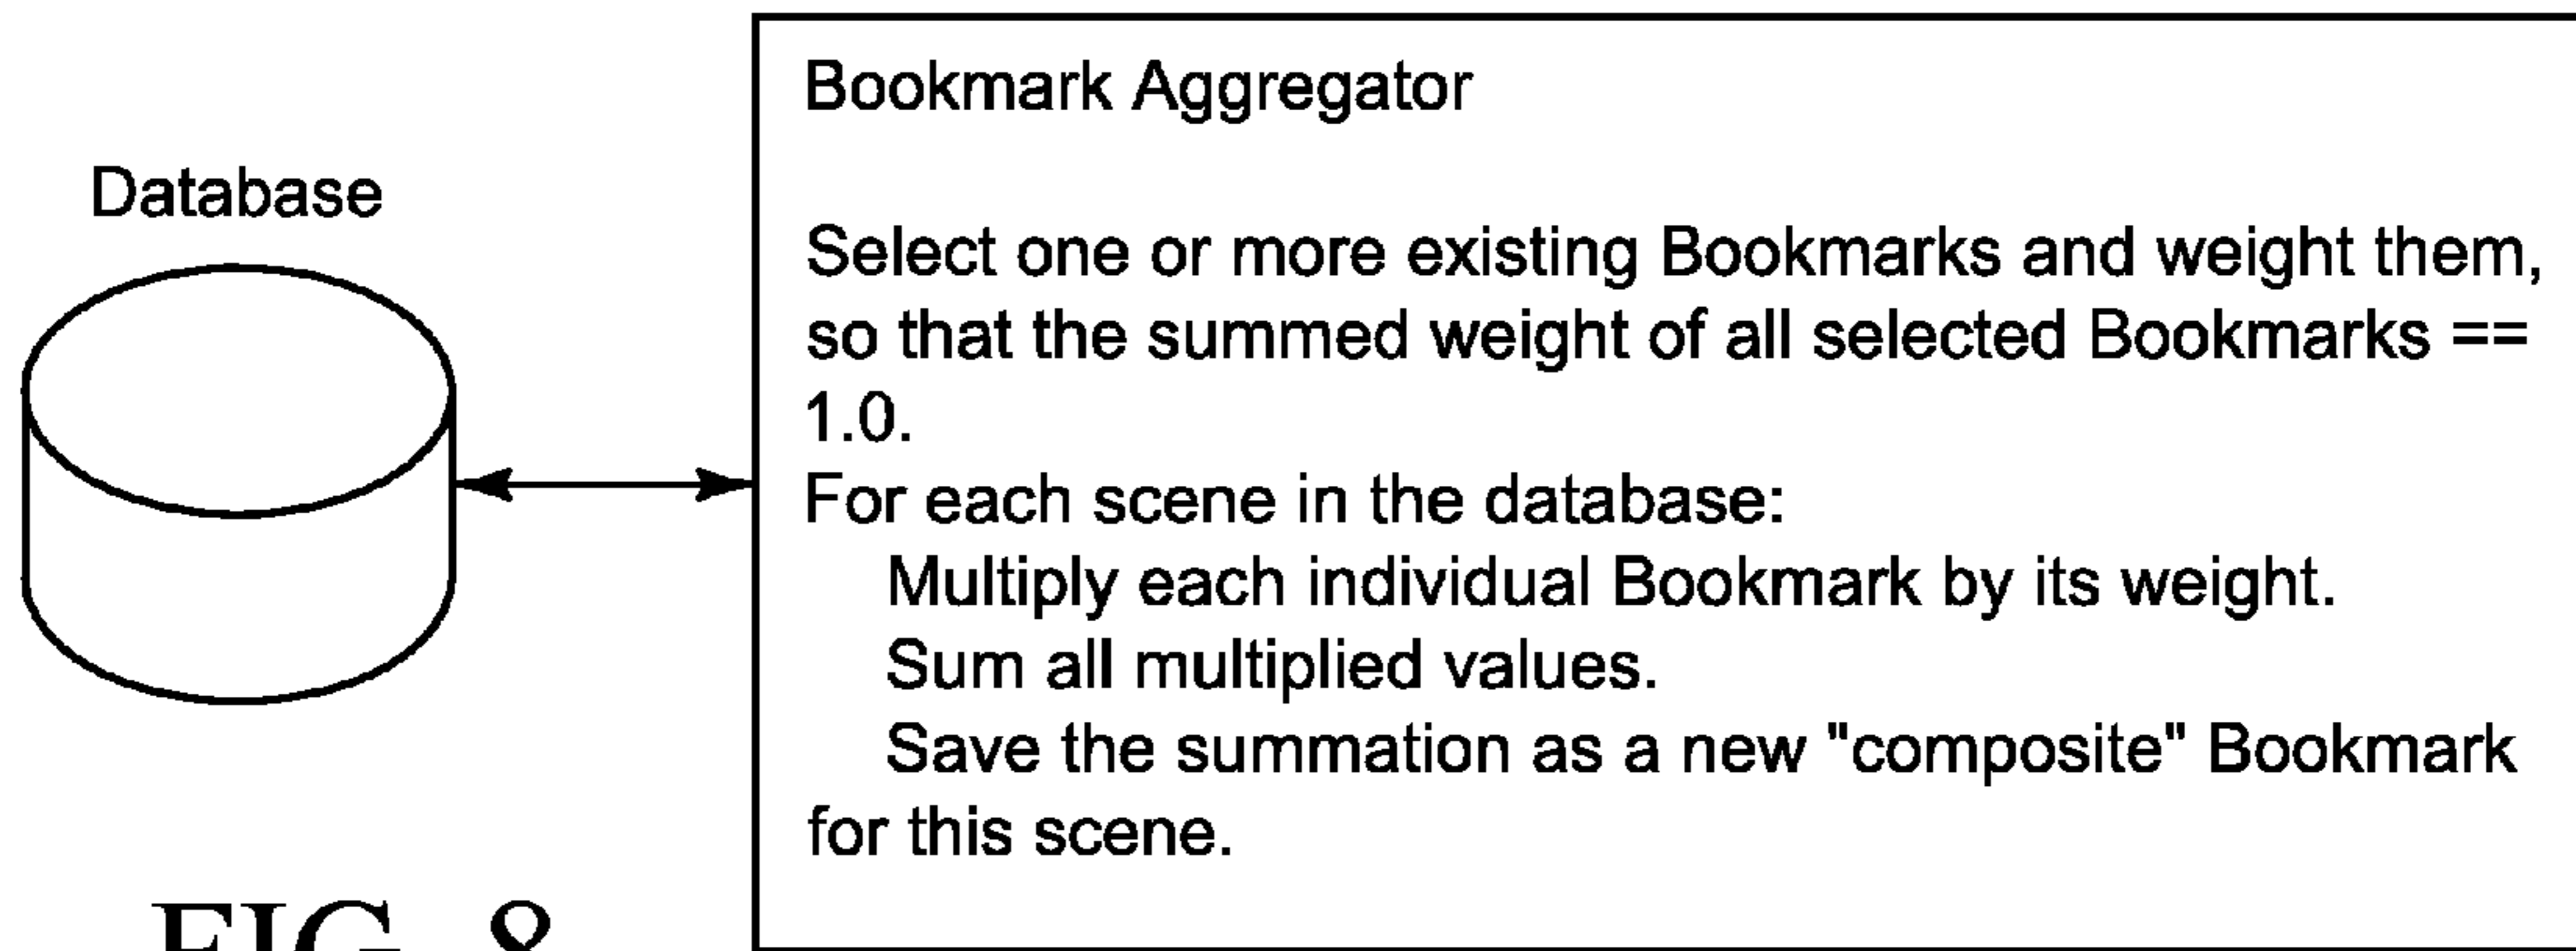 Database
Bookmark Aggregator
Select one or more existing Bookmarks and weight them,
so that the summed weight of all selected Bookmarks ==
1.0.
For each scene in the database:
Multiply each individual Bookmark by its weight.
Sum all multiplied values.
Save the summation as a new "composite" Bookmark
for this scene.
FIG. 8